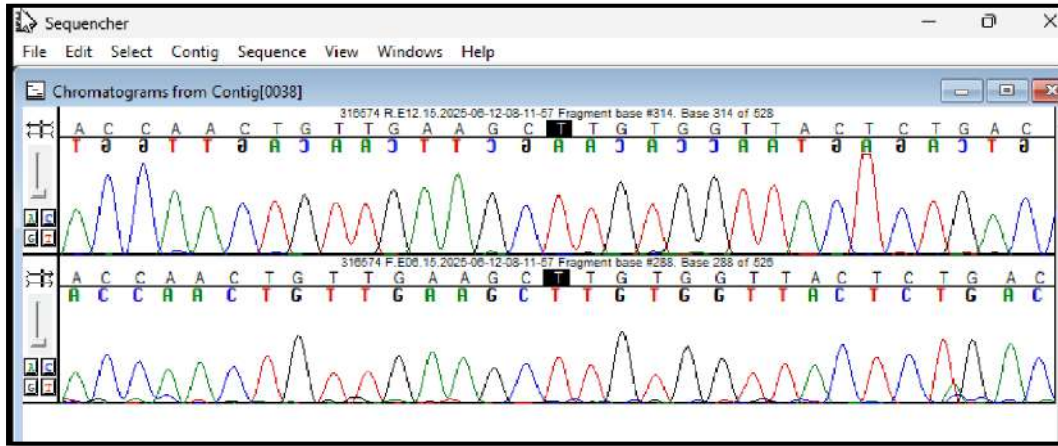 Sequencher
File Edit Select Contig Sequence View Windows Help
Chromatograms from Contig[0038]
316574 R.E12.15.2025-06-12-08-11-57 Fragment base #314. Base 314 of 528
A C C A A C T G T T G A A G C T T G T G G T T A C T C T G A C
T G G T T G A C A A C T T C G A A C A C C A A T G A G A C T G
A C
G T
316574 F.E06.15.2025-06-12-08-11-57 Fragment base #288. Base 288 of 526
A C C A A C T G T T G A A G C T T G T G G T T A C T C T G A C
A C C A A C T G T T G A A G C T T G T G G T T A C T C T G A C
A C
G T